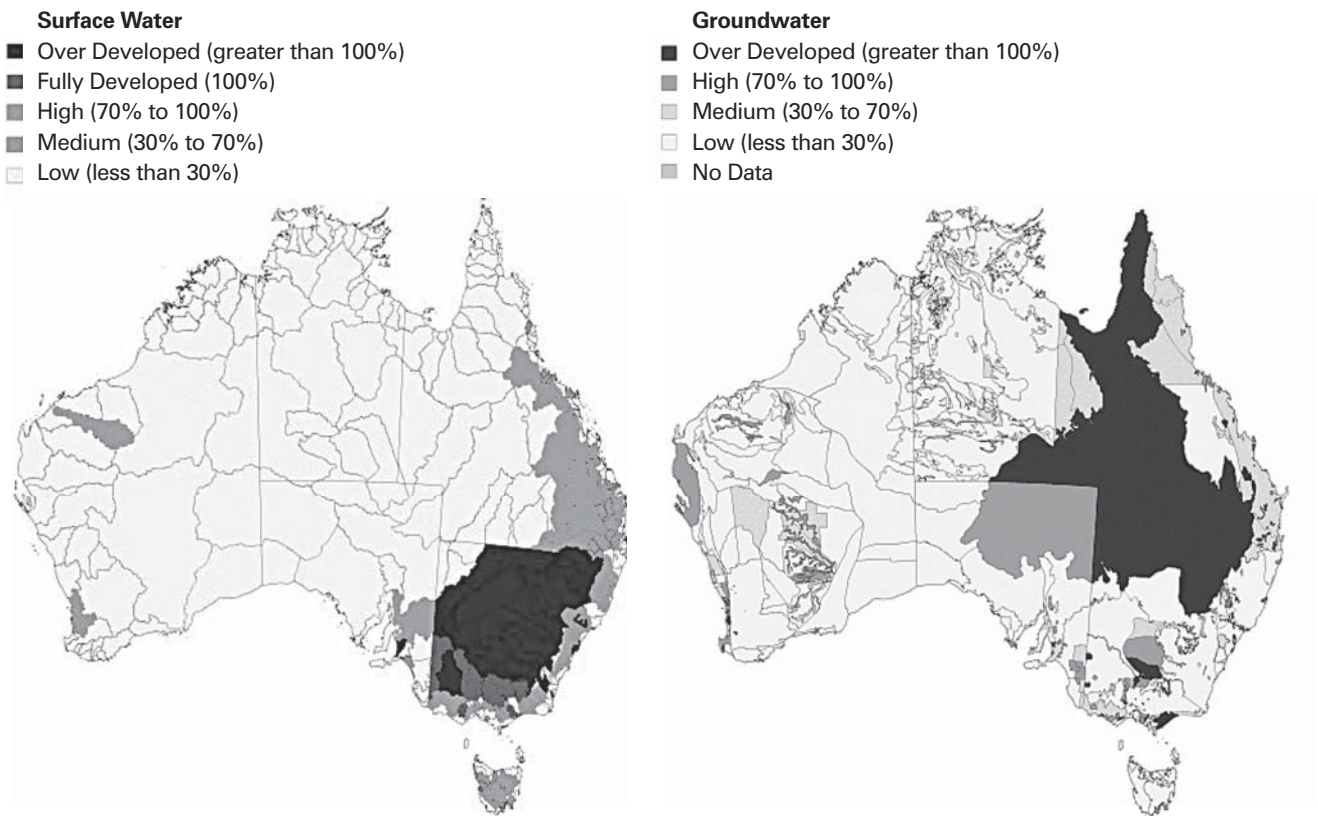 Surface Water
Over Developed (greater than 100%)
Fully Developed (100%)
High (70% to 100%)
Medium (30% to 70%)
Low (less than 30%)
Groundwater
Over Developed (greater than 100%)
High (70% to 100%)
Medium (30% to 70%)
Low (less than 30%)
No Data